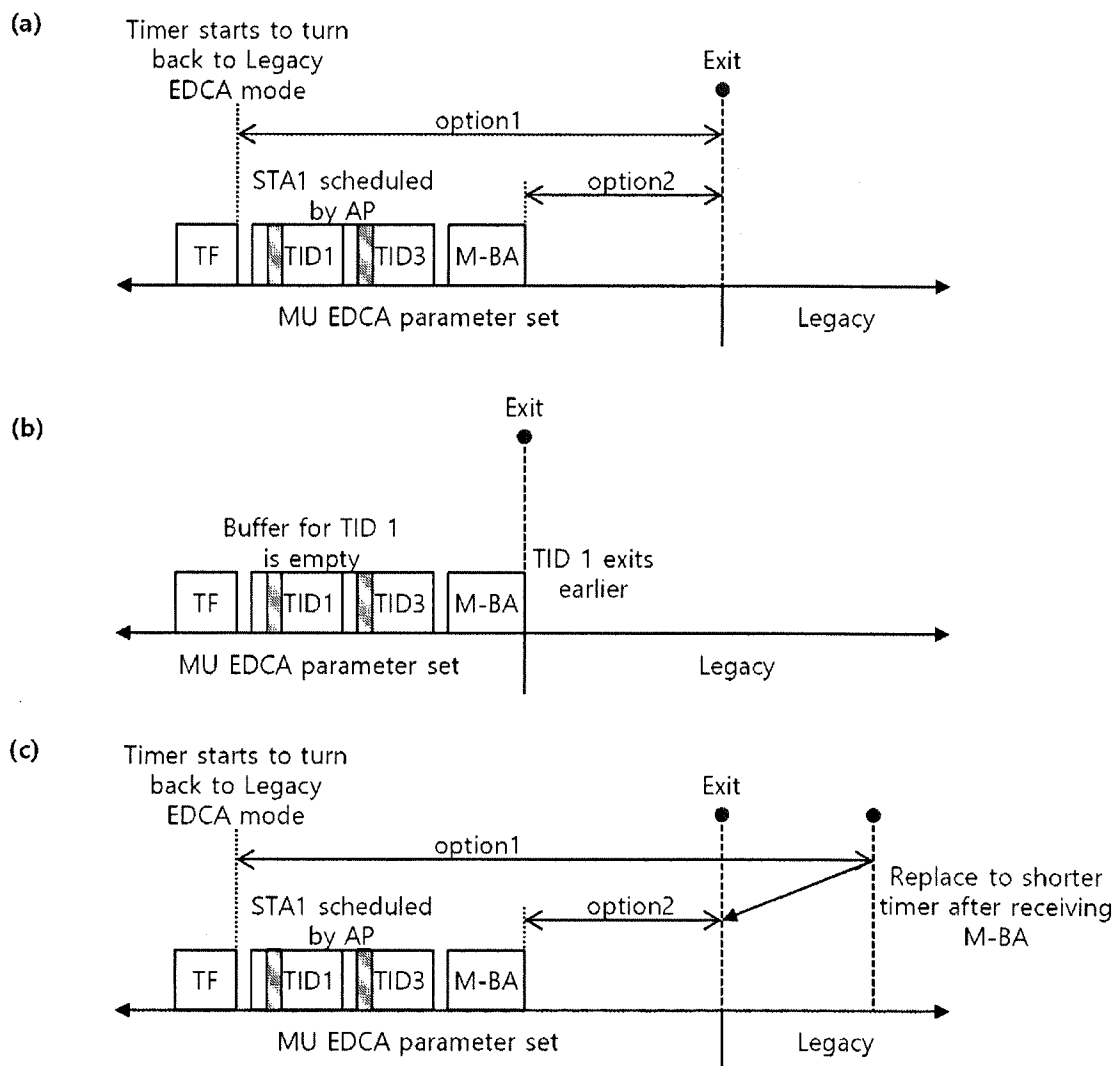 (a)
Timer starts to turn
back to Legacy
EDCA mode
Exit
option1
STA1 scheduled
by AP
option2
TF
TID1
TID3
M-BA
MU EDCA parameter set
Legacy
(b)
Exit
Buffer for TID 1
is empty
TID 1 exits
earlier
TF
TID1
TID3
M-BA
MU EDCA parameter set
Legacy
(c)
Timer starts to turn
back to Legacy
EDCA mode
Exit
option1
Replace to shorter
timer after receiving
M-BA
STA1 scheduled
by AP
option2
TF
TID1
TID3
M-BA
MU EDCA parameter set
Legacy